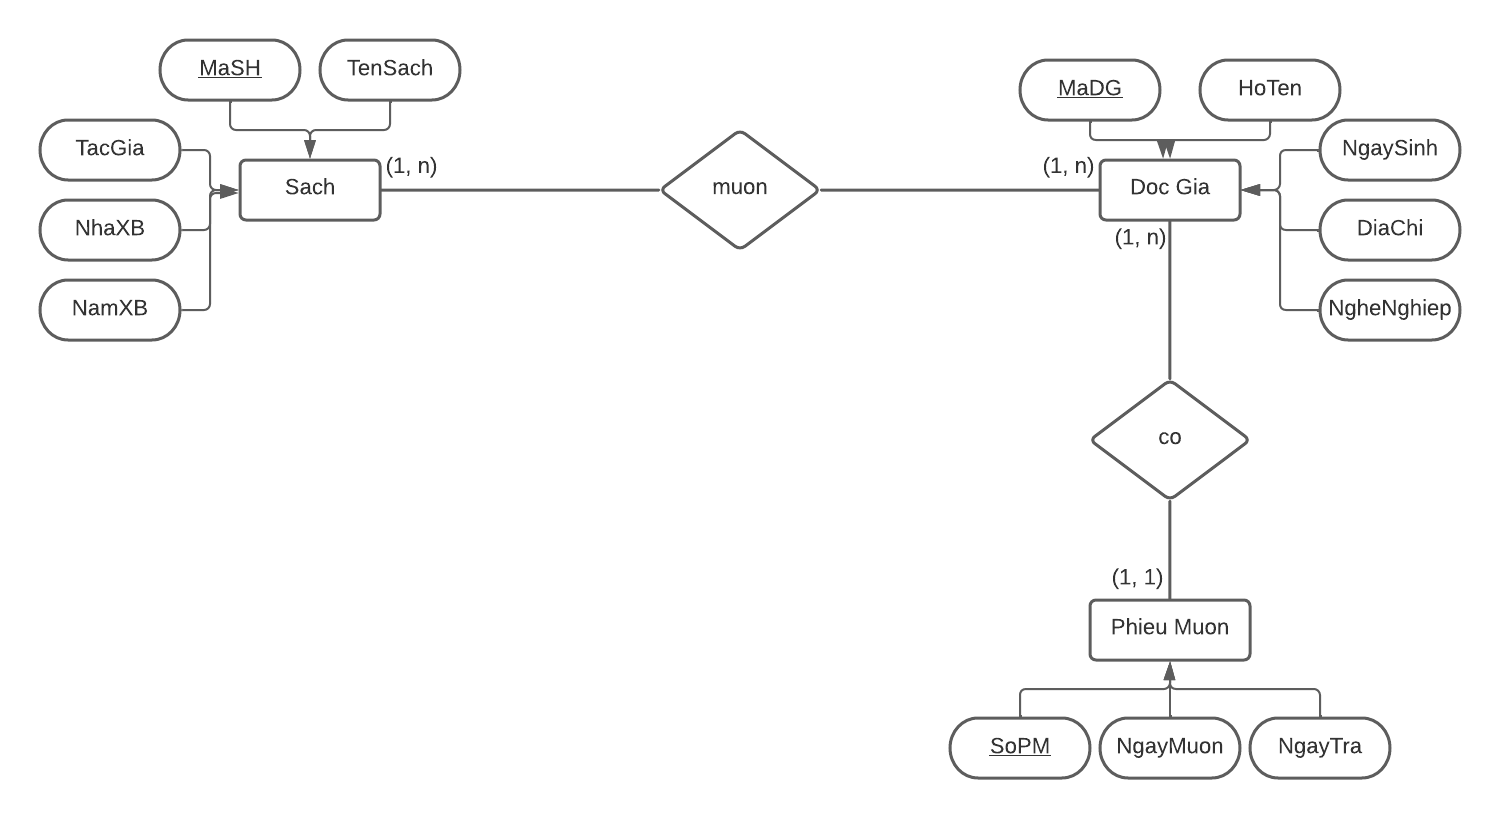 MaSH
TenSach
MaDG
HoTen
TacGia
NgaySinh
(1, n)
(1, n)
Sach
muon
Doc Gia
NhaXB
DiaChi
(1, n)
NamXB
NgheNghiep
co
(1, 1)
Phieu Muon
SoPM
NgayMuon
NgayTra